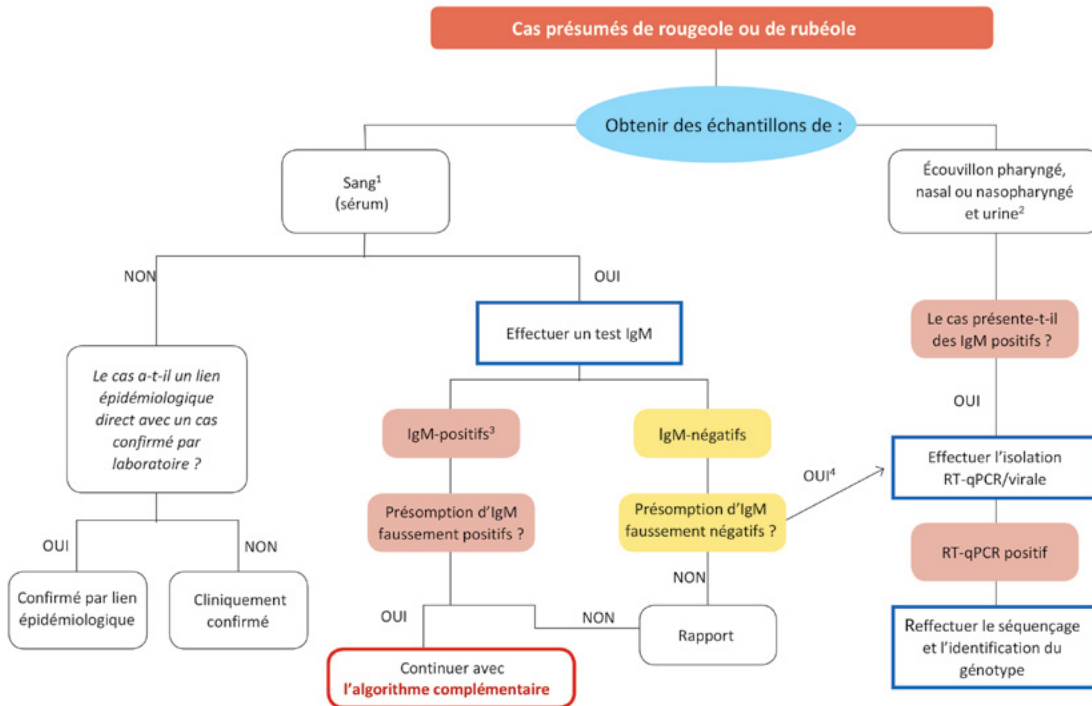 Cas présumés de rougeole ou de rubéole
Obtenir des échantillons de :
Sang¹
(sérum)
Écouvillon pharyngé,
nasal ou nasopharyngé
et urine²
NON
OUI
Effectuer un test IgM
Le cas présente-t-il
des IgM positifs ?
Le cas a-t-il un lien
épidémiologique
direct avec un cas
confirmé par
laboratoire ?
OUI
IgM-positifs³
IgM-négatifs
Effectuer l'isolation
RT-qPCR/virale
OUI⁴
Présomption d'IgM
faussement positifs ?
Présomption d'IgM
faussement négatifs ?
OUI
NON
RT-qPCR positif
NON
Confirmé par lien
épidémiologique
Cliniquement
confirmé
OUI
NON
Rapport
Reffectuer le séquençage
et l'identification du
génotype
Continuer avec
l'algorithme complémentaire